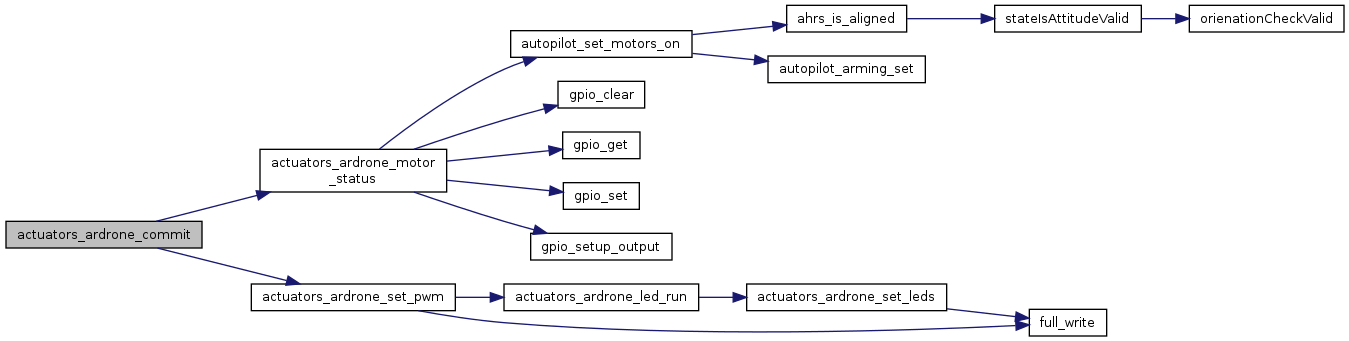 ahrs_is_aligned
stateIsAttitudeValid
orienationCheckValid
autopilot_set_motors_on
autopilot_arming_set
gpio_clear
gpio_get
actuators_ardrone_motor
_status
gpio_set
actuators_ardrone_commit
gpio_setup_output
actuators_ardrone_set_pwm
actuators_ardrone_led_run
actuators_ardrone_set_leds
full_write